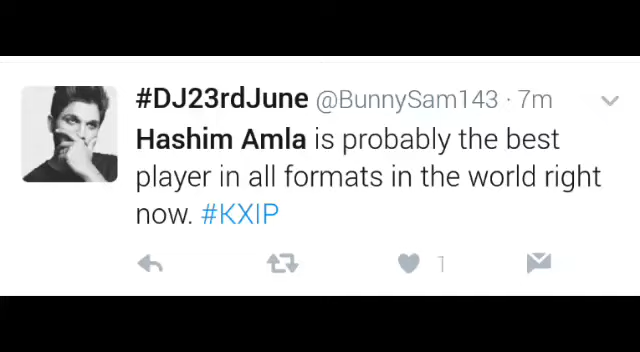 #DJ23rdJune @BunnySam143 · 7m
Hashim Amla is probably the best
player in all formats in the world right
now. #KXIP
1